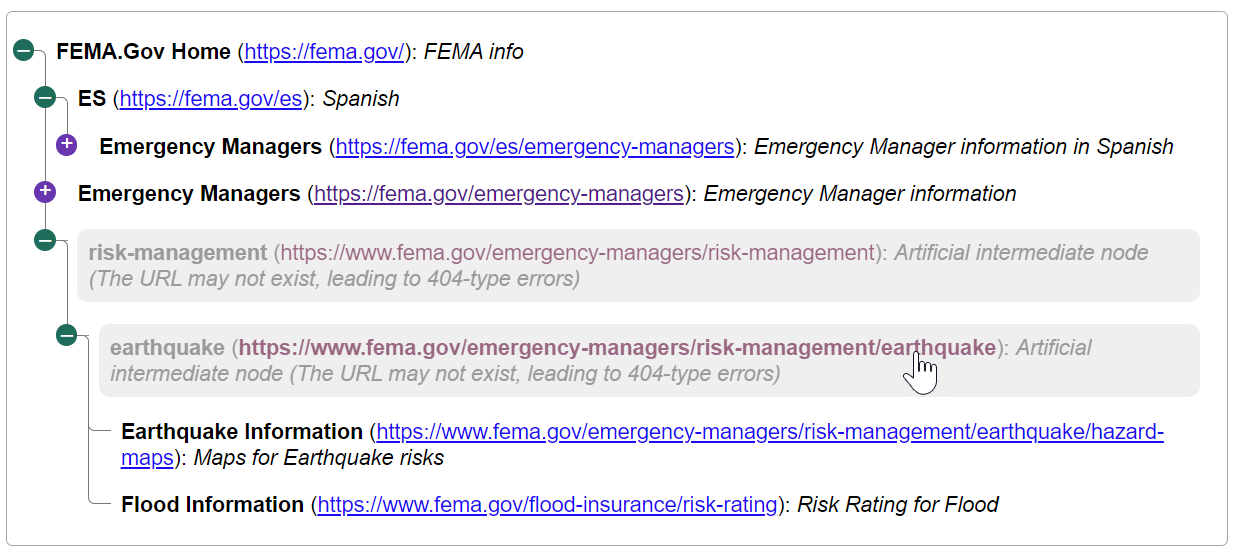 FEMA.Gov Home (https://fema.gov/): FEMA info
ES (https://fema.gov/es): Spanish
Emergency Managers (https://fema.gov/es/emergency-managers): Emergency Manager information in Spanish
Emergency Managers (https://fema.gov/emergency-managers): Emergency Manager information
risk-management (https://www.fema.gov/emergency-managers/risk-management): Artificial intermediate node
(The URL may not exist, leading to 404-type errors)
earthquake (https://www.fema.gov/emergency-managers/risk-management/earthquake): Artificial
intermediate node (The URL may not exist, leading to 404-type errors)
Earthquake Information (https://www.fema.gov/emergency-managers/risk-management/earthquake/hazard-
maps): Maps for Earthquake risks
Flood Information (https://www.fema.gov/flood-insurance/risk-rating): Risk Rating for Flood